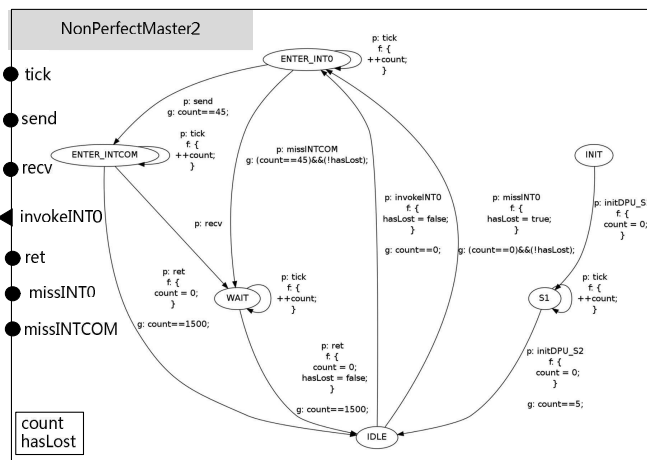 NonPerfectMaster2
tick
send
recv
invokeINT0
ret
missINT0
missINTCOM
count
hasLost
ENTER_INT0
p: tick
f: {
++count;
}
p: send
g: count==45;
ENTER_INTCOM
p: tick
f: {
++count;
}
p: missINTCOM
g: (count==45)&&(!hasLost);
INIT
p: invokeINT0
f: {
hasLost = false;
}
g: count==0;
p: missINT0
f: {
hasLost = true;
}
g: (count==0)&&(!hasLost);
p: initDPU_S
f: {
count = 0;
}
p: recv
p: ret
f: {
count = 0;
}
g: count==1500;
WAIT
p: tick
f: {
++count;
}
S1
p: tick
f: {
++count;
}
p: ret
f: {
count = 0;
hasLost = false;
}
g: count==1500;
p: initDPU_S2
f: {
count = 0;
}
g: count==5;
IDLE